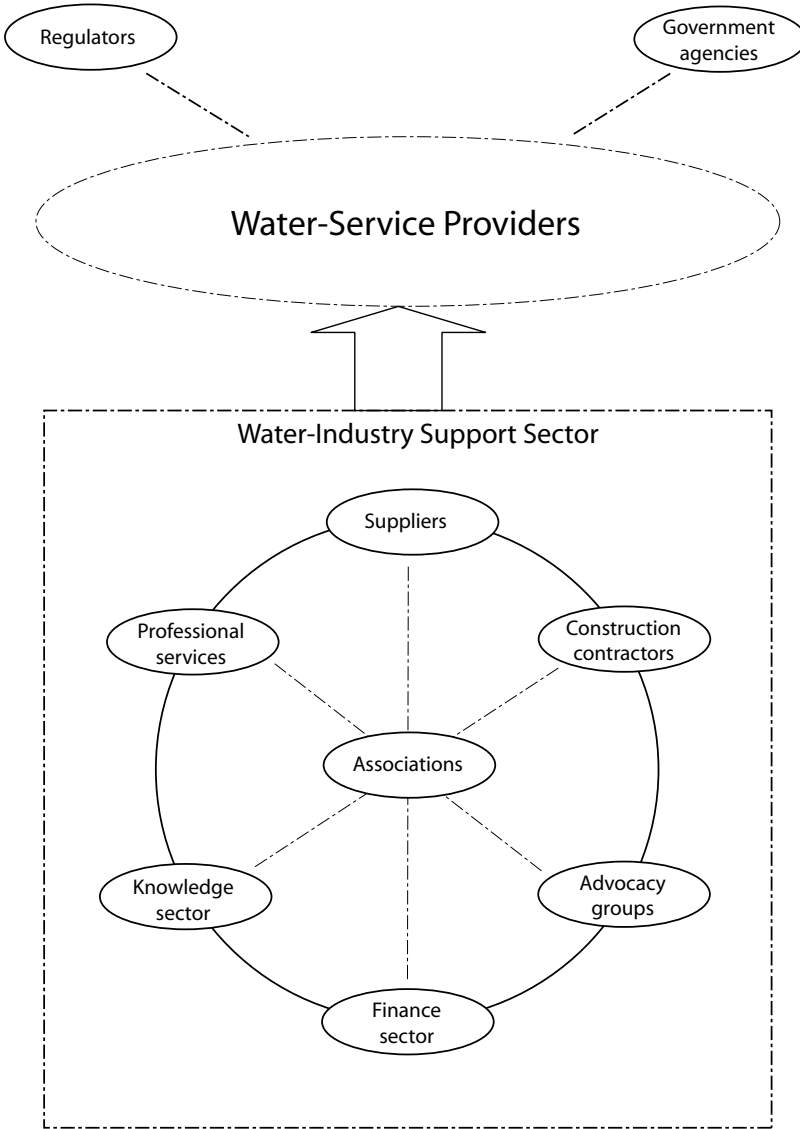 Regulators
Government
agencies
Water-Service Providers
Water-Industry Support Sector
Suppliers
Professional
services
Construction
contractors
Associations
Knowledge
sector
Advocacy
groups
Finance
sector